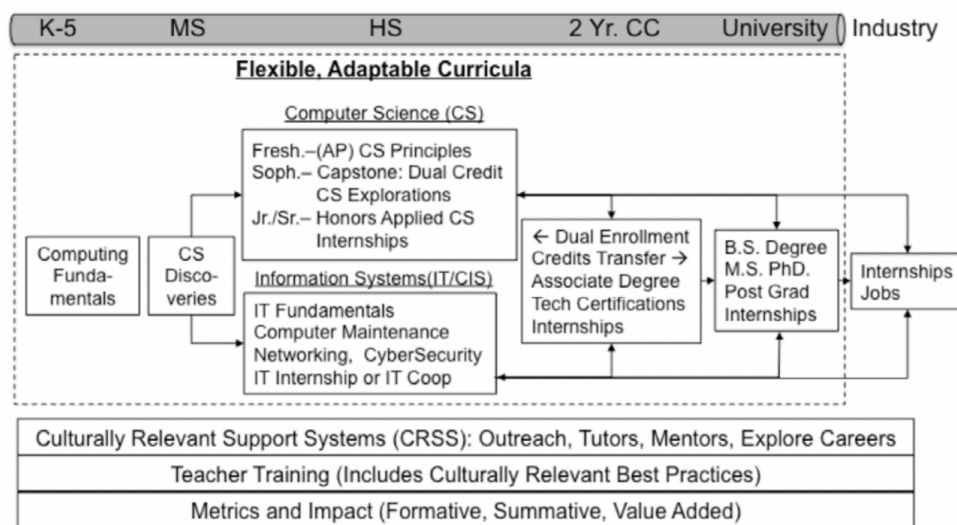 K-5 MS HS 2 Yr. CC University Industry
Flexible, Adaptable Curricula
Computer Science (CS)
Fresh.–(AP) CS Principles
Soph.– Capstone: Dual Credit
CS Explorations
Jr./Sr.– Honors Applied CS
Internships
Computing
Funda-
mentals
CS
Disco-
veries
Information Systems(IT/CIS)
IT Fundamentals
Computer Maintenance
Networking, CyberSecurity
IT Internship or IT Coop
← Dual Enrollment
Credits Transfer →
Associate Degree
Tech Certifications
Internships
B.S. Degree
M.S. PhD.
Post Grad
Internships
Internships
Jobs
Culturally Relevant Support Systems (CRSS): Outreach, Tutors, Mentors, Explore Careers
Teacher Training (Includes Culturally Relevant Best Practices)
Metrics and Impact (Formative, Summative, Value Added)